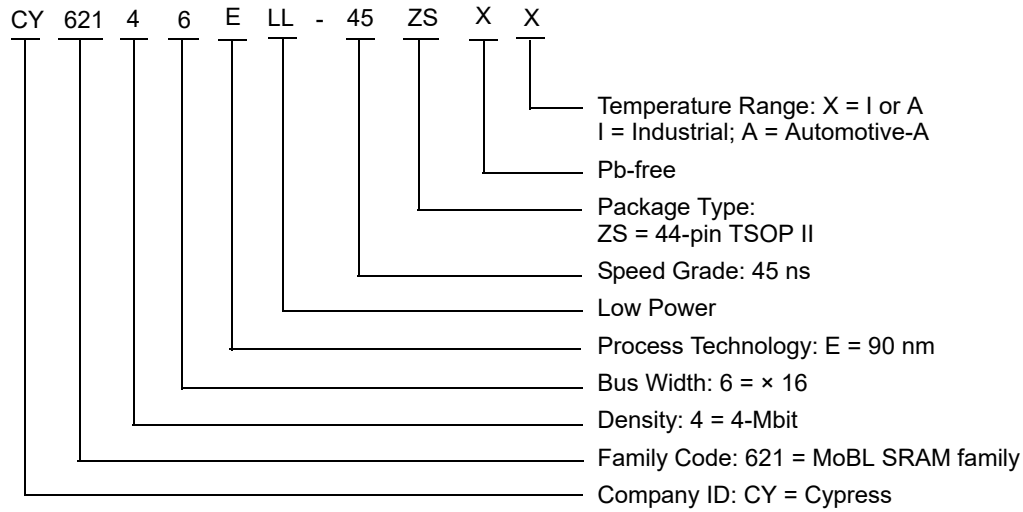 CY 621 4 6 E LL - 45 ZS X X
Temperature Range: X = I or A
I = Industrial; A = Automotive-A
Pb-free
Package Type:
ZS = 44-pin TSOP II
Speed Grade: 45 ns
Low Power
Process Technology: E = 90 nm
Bus Width: 6 = × 16
Density: 4 = 4-Mbit
Family Code: 621 = MoBL SRAM family
Company ID: CY = Cypress